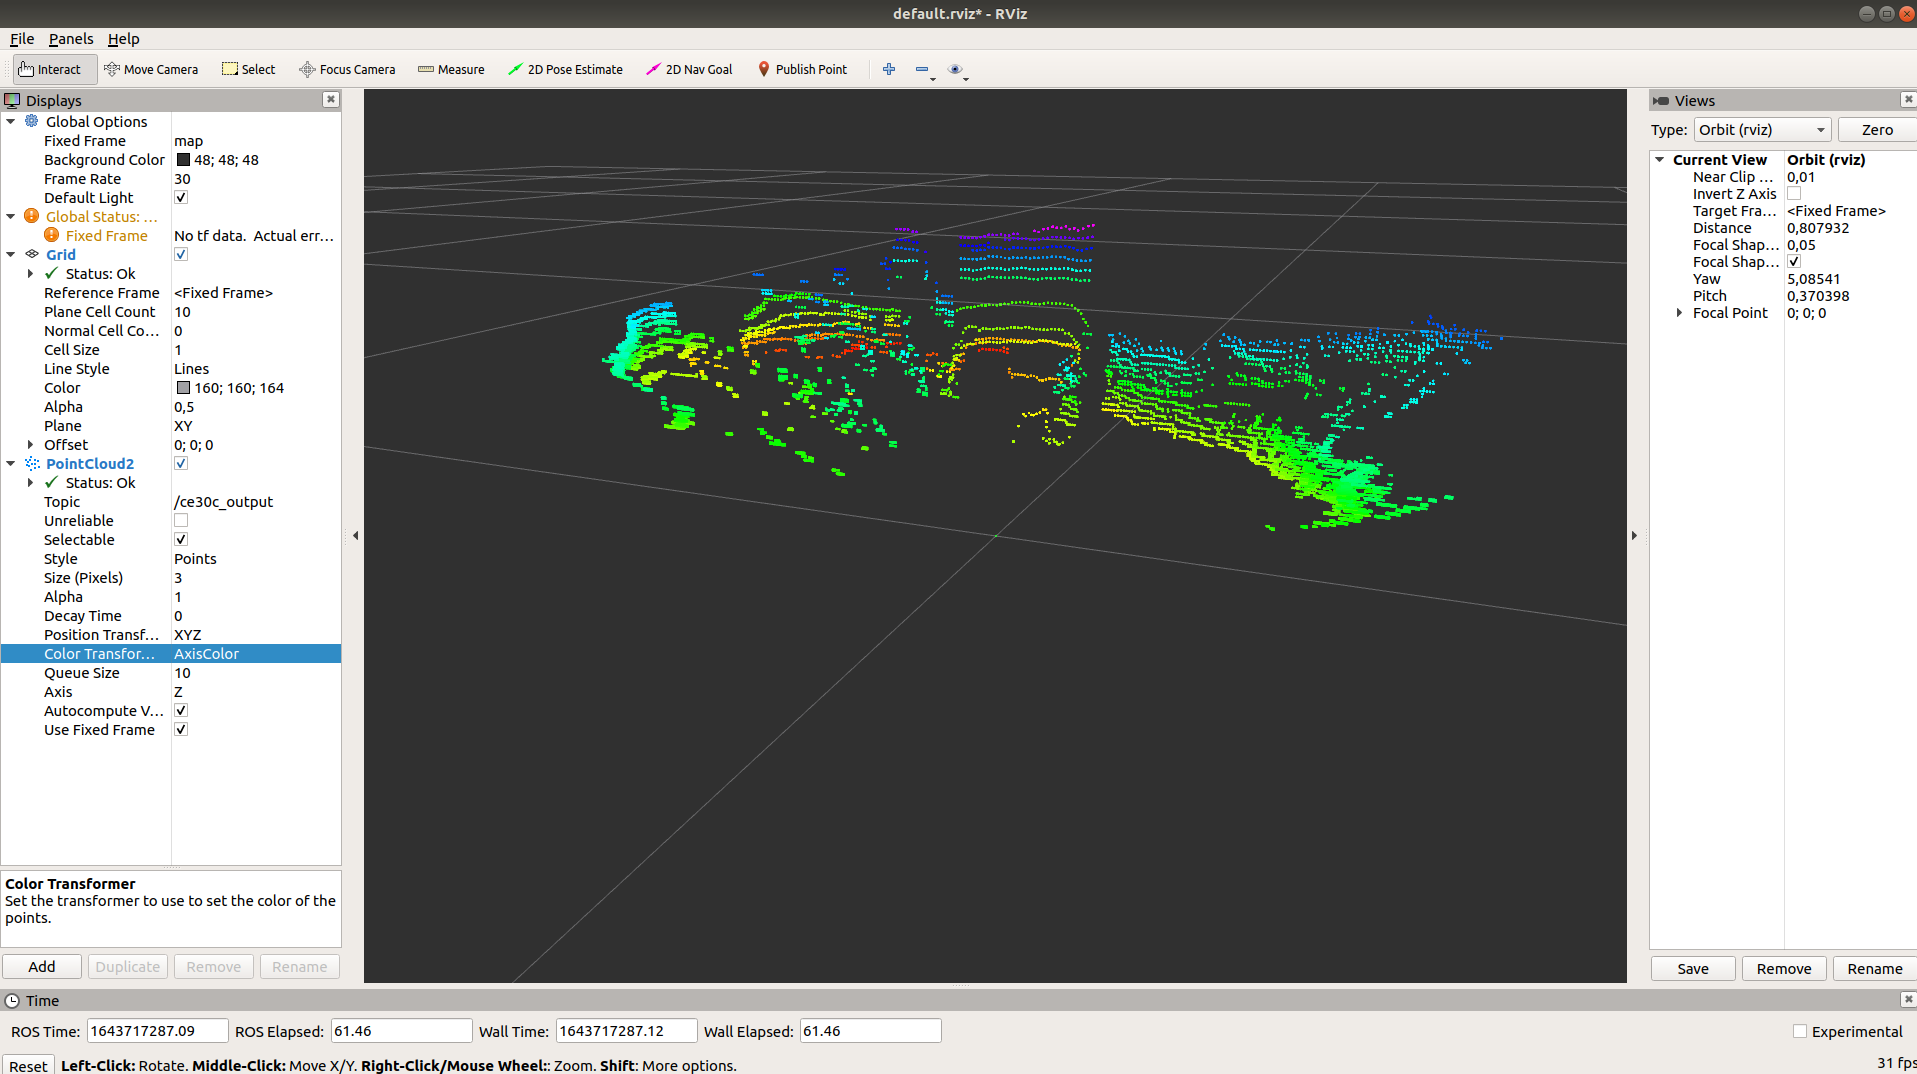 default.rviz* - RViz
File Panels Help
Interact Move Camera Select Focus Camera Measure 2D Pose Estimate 2D Nav Goal Publish Point
Displays
Global Options
Fixed Frame map
Background Color 48; 48; 48
Frame Rate 30
Default Light
Global Status: ...
Fixed Frame No tf data. Actual err...
Grid
Status: Ok
Reference Frame <Fixed Frame>
Plane Cell Count 10
Normal Cell Co... 0
Cell Size 1
Line Style Lines
Color 160; 160; 164
Alpha 0,5
Plane XY
Offset 0; 0; 0
PointCloud2
Status: Ok
Topic /ce30c_output
Unreliable
Selectable
Style Points
Size (Pixels) 3
Alpha 1
Decay Time 0
Position Transf... XYZ
Color Transfor... AxisColor
Queue Size 10
Axis Z
Autocompute V...
Use Fixed Frame
Color Transformer
Set the transformer to use to set the color of the
points.
Add Duplicate Remove Rename
Views
Type: Orbit (rviz) Zero
Current View Orbit (rviz)
Near Clip ... 0,01
Invert Z Axis
Target Fra... <Fixed Frame>
Distance 0,807932
Focal Shap... 0,05
Focal Shap...
Yaw 5,08541
Pitch 0,370398
Focal Point 0; 0; 0
Save Remove Rename
Time
ROS Time: 1643717287.09 ROS Elapsed: 61.46 Wall Time: 1643717287.12 Wall Elapsed: 61.46 Experimental
Reset Left-Click: Rotate. Middle-Click: Move X/Y. Right-Click/Mouse Wheel:: Zoom. Shift: More options. 31 fps